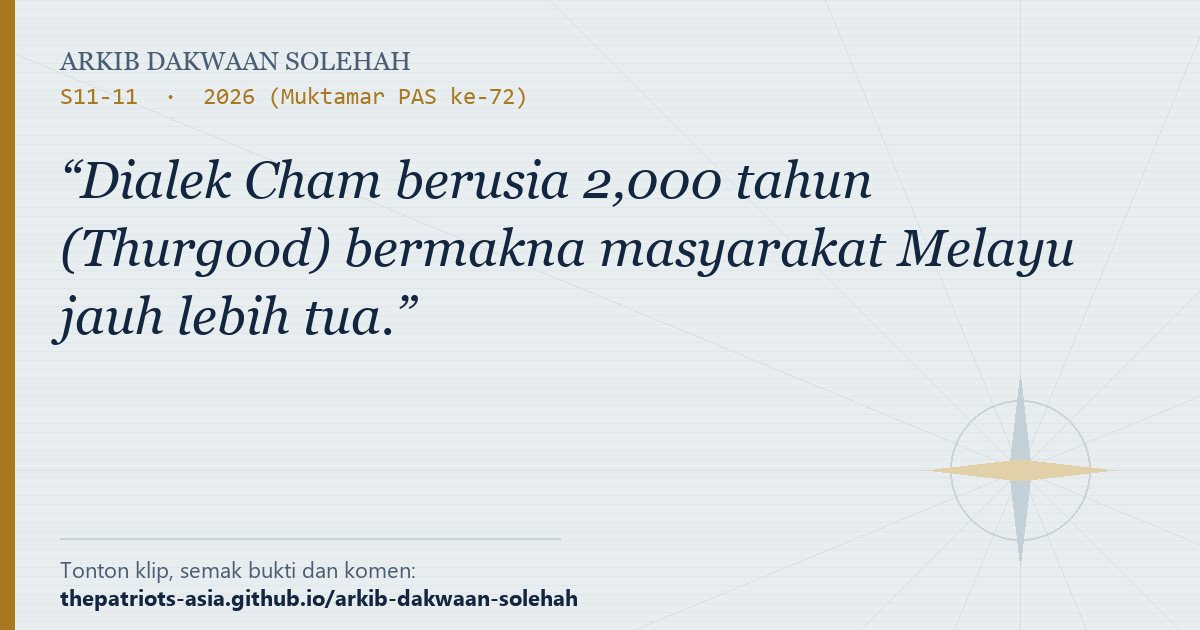 ARKIB DAKWAAN SOLEHAH
S11-11 · 2026 (Muktamar PAS ke-72)
“Dialek Cham berusia 2,000 tahun
(Thurgood) bermakna masyarakat Melayu
jauh lebih tua.”
Tonton klip, semak bukti dan komen:
thepatriots-asia.github.io/arkib-dakwaan-solehah